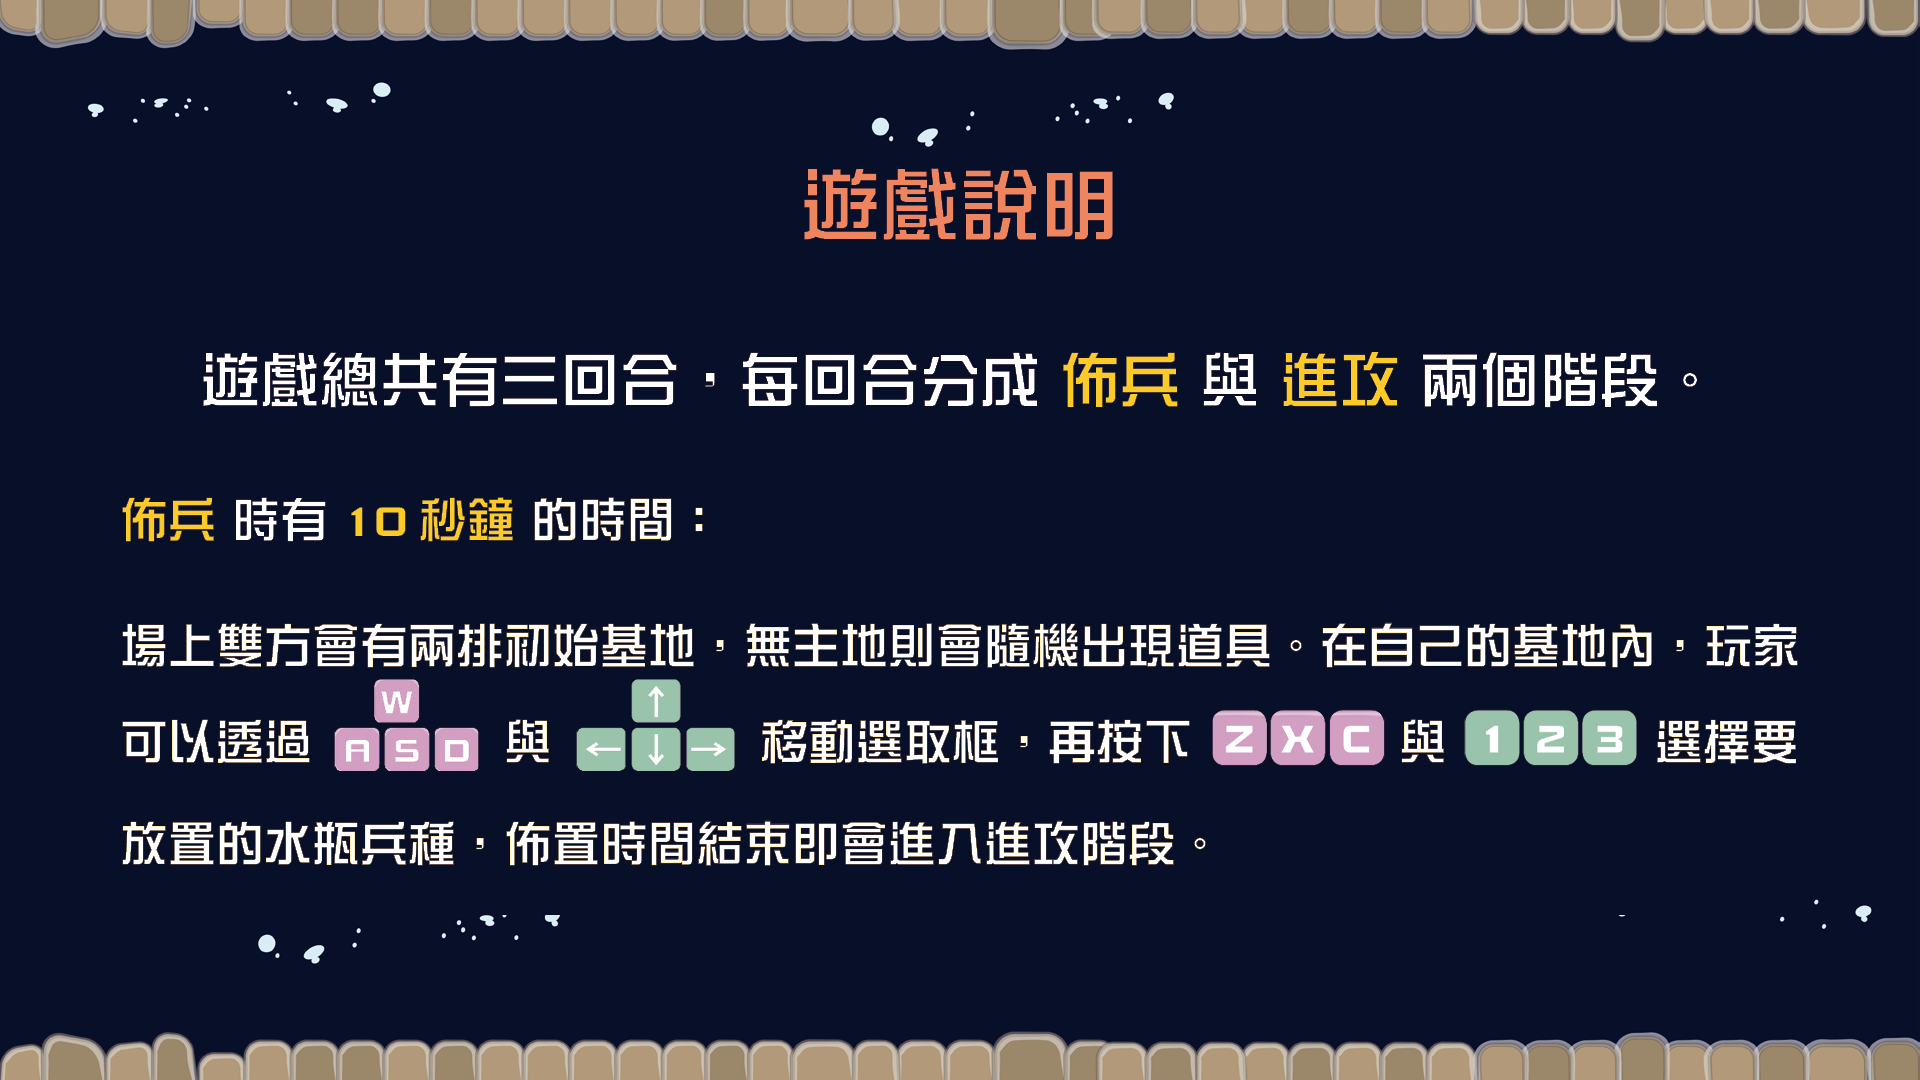 遊戲說明
遊戲總共有三回合，每回合分成 佈兵 與 進攻 兩個階段。
佈兵 時有 10 秒鐘 的時間：
場上雙方會有兩排初始基地，無主地則會隨機出現道具。在自己的基地內，玩家
可以透過 W A S D 與 ↑ ← ↓ → 移動選取框，再按下 Z X C 與 1 2 3 選擇要
放置的水瓶兵種，佈置時間結束即會進入進攻階段。